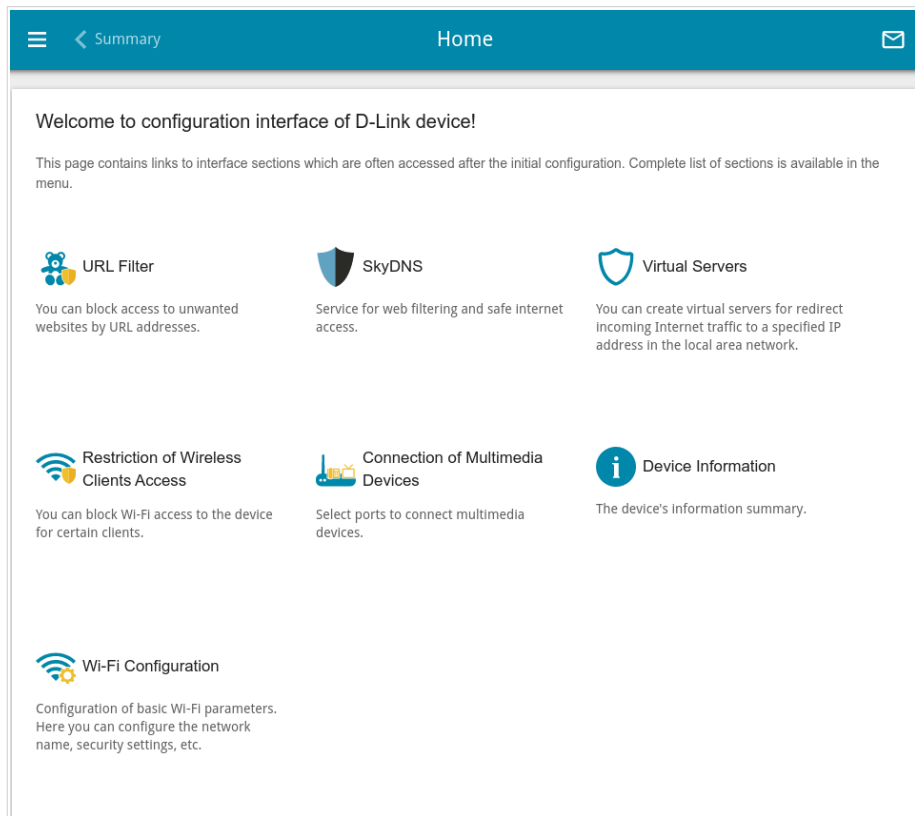 Summary
Home
Welcome to configuration interface of D-Link device!
This page contains links to interface sections which are often accessed after the initial configuration. Complete list of sections is available in the
menu.
URL Filter
You can block access to unwanted
websites by URL addresses.
SkyDNS
Service for web filtering and safe internet
access.
Virtual Servers
You can create virtual servers for redirect
incoming Internet traffic to a specified IP
address in the local area network.
Restriction of Wireless
Clients Access
You can block Wi-Fi access to the device
for certain clients.
Connection of Multimedia
Devices
Select ports to connect multimedia
devices.
Device Information
The device's information summary.
Wi-Fi Configuration
Configuration of basic Wi-Fi parameters.
Here you can configure the network
name, security settings, etc.